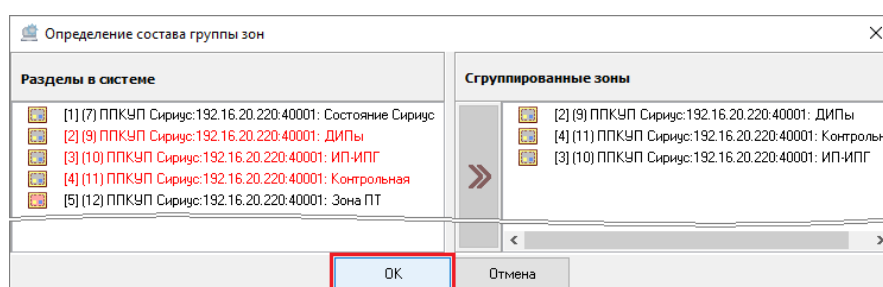 Определение состава группы зон
Разделы в системе
Сгруппированные зоны
[1] (7) ППКУП Сириус:192.16.20.220:40001: Состояние Сириус
[2] (9) ППКУП Сириус:192.16.20.220:40001: ДИПы
[3] (10) ППКУП Сириус:192.16.20.220:40001: ИП-ИПГ
[4] (11) ППКУП Сириус:192.16.20.220:40001: Контрольная
[5] (12) ППКУП Сириус:192.16.20.220:40001: Зона ПТ
[2] (9) ППКУП Сириус:192.16.20.220:40001: ДИПы
[4] (11) ППКУП Сириус:192.16.20.220:40001: Контрольн
[3] (10) ППКУП Сириус:192.16.20.220:40001: ИП-ИПГ
OK
Отмена